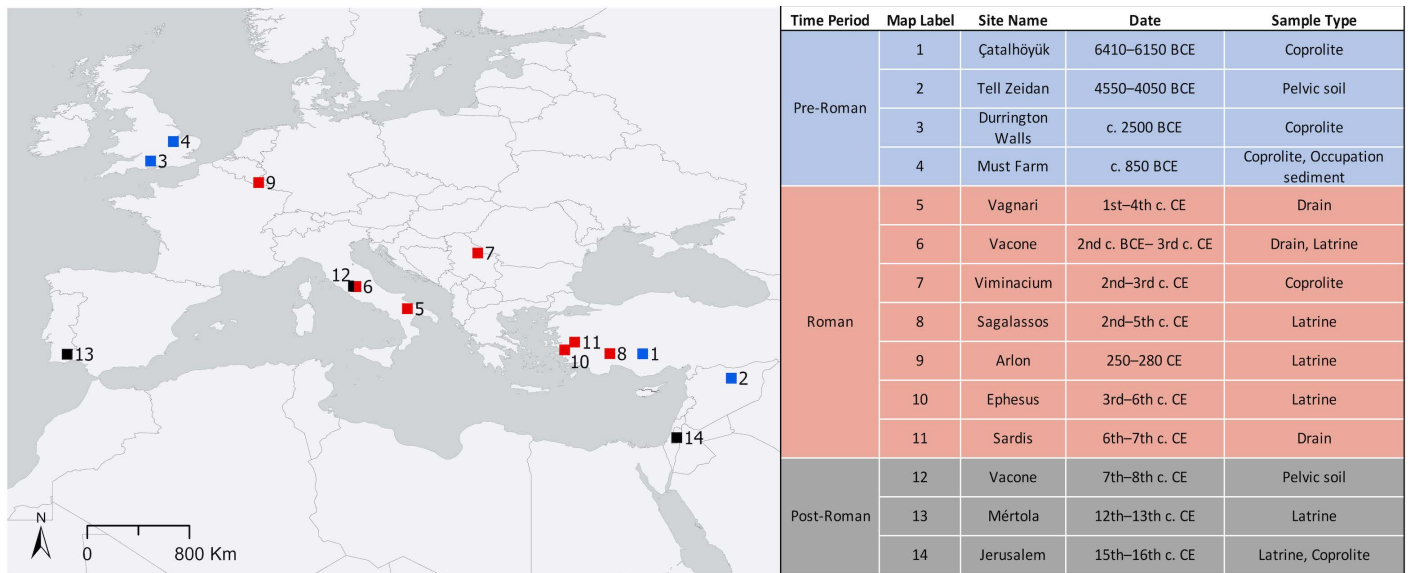 4
3
9
7
12
6
5
13
11
10
8
1
2
14
N
0
800 Km
Time Period Map Label Site Name Date Sample Type
Pre-Roman
1 Çatalhöyük 6410–6150 BCE Coprolite
2 Tell Zeidan 4550–4050 BCE Pelvic soil
3 Durrington
Walls c. 2500 BCE Coprolite
4 Must Farm c. 850 BCE Coprolite, Occupation
sediment
Roman
5 Vagnari 1st–4th c. CE Drain
6 Vacone 2nd c. BCE– 3rd c. CE Drain, Latrine
7 Viminacium 2nd–3rd c. CE Coprolite
8 Sagalassos 2nd–5th c. CE Latrine
9 Arlon 250–280 CE Latrine
10 Ephesus 3rd–6th c. CE Latrine
11 Sardis 6th–7th c. CE Drain
Post-Roman
12 Vacone 7th–8th c. CE Pelvic soil
13 Mértola 12th–13th c. CE Latrine
14 Jerusalem 15th–16th c. CE Latrine, Coprolite